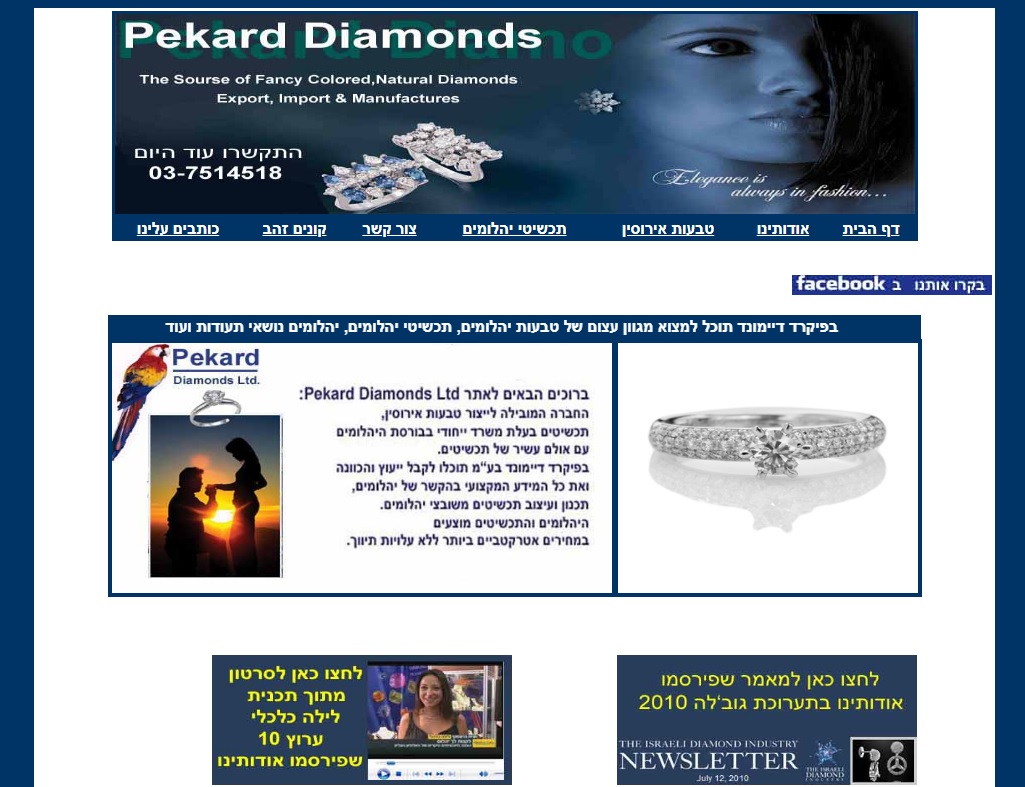 Pekard Diamonds
The Sourse of Fancy Colored,Natural Diamonds
Export, Import & Manufactures
התקשרו עוד היום
03-7514518
Elegance is
always in fashion...
דף הבית אודותינו טבעות אירוסין תכשיטי יהלומים צור קשר קונים זהב כותבים עלינו
בקרו אותנו ב facebook
בפיקרד דיימונד תוכל למצוא מגוון עצום של טבעות יהלומים, תכשיטי יהלומים, יהלומים נושאי תעודות ועוד
Pekard
Diamonds Ltd.
ברוכים הבאים לאתר Pekard Diamonds Ltd:
החברה המובילה לייצור טבעות אירוסין,
תכשיטים בעלת משרד ייחודי בבורסת היהלומים
עם אולם עשיר של תכשיטים.
בפיקרד דיימונד בע"מ תוכלו לקבל ייעוץ והכוונה
ואת כל המידע המקצועי בהקשר של יהלומים,
תכנון ועיצוב תכשיטים משובצי יהלומים.
היהלומים והתכשיטים מוצעים
במחירים אטרקטביים ביותר ללא עלויות תיווך.
לחצו כאן למאמר שפירסמו
אודותינו בתערוכת גוב'לה 2010
THE ISRAELI DIAMOND INDUSTRY
NEWSLETTER
July 12, 2010
THE ISRAELI
DIAMOND
INDUSTRY
לחצו כאן לסרטון
מתוך תכנית
לילה כלכלי
ערוץ 10
שפירסמו אודותינו